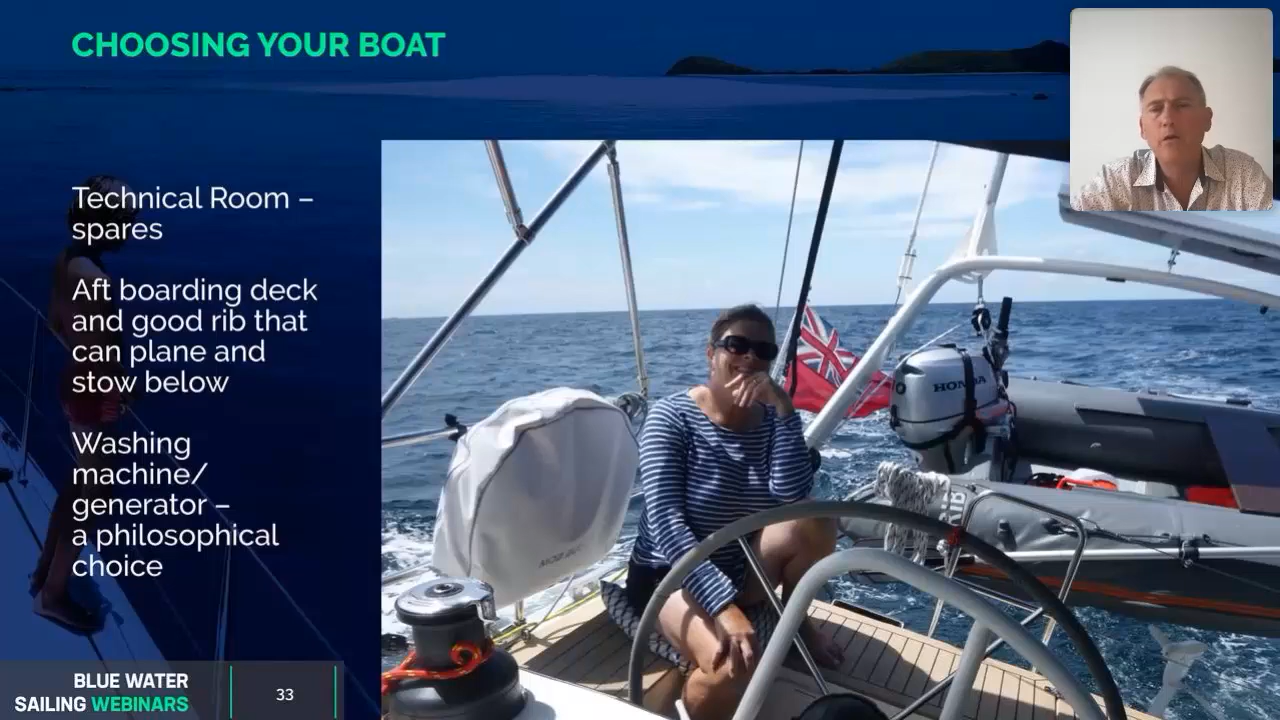 CHOOSING YOUR BOAT
Technical Room –
spares
Aft boarding deck
and good rib that
can plane and
stow below
Washing
machine/
generator –
a philosophical
choice
HONDA
BLUE WATER
SAILING WEBINARS
33